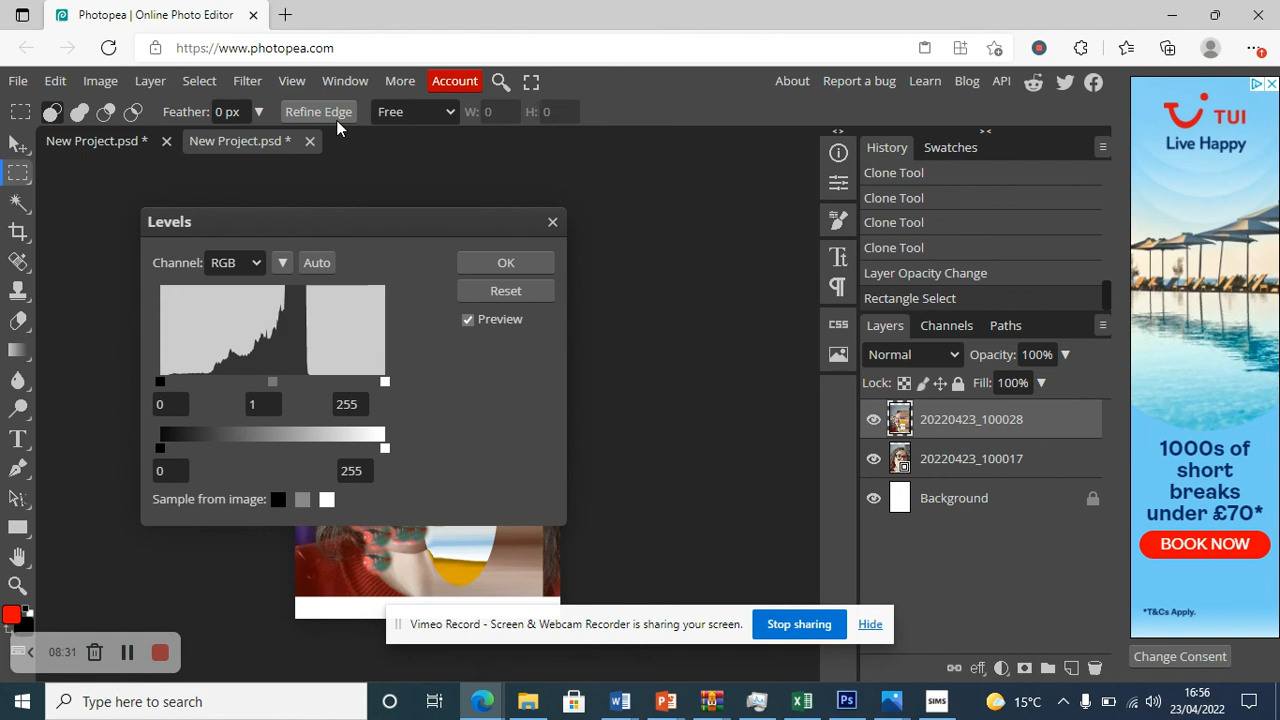 Photopea | Online Photo Editor
https://www.photopea.com
File Edit Image Layer Select Filter View Window More Account About Report a bug Learn Blog API
Feather: 0 px Refine Edge Free W: 0 H: 0
New Project.psd * New Project.psd *
History Swatches
Clone Tool
Clone Tool
Clone Tool
Clone Tool
Layer Opacity Change
Rectangle Select
Levels
Channel: RGB Auto OK
Reset
Preview
0 1 255
0 255
Sample from image:
CSS
Layers Channels Paths
Normal Opacity: 100%
Lock: Fill: 100%
20220423_100028
20220423_100017
Background
eff
TUI
Live Happy
1000s of
short
breaks
under £70*
BOOK NOW
*T&Cs Apply.
Change Consent
Vimeo Record - Screen & Webcam Recorder is sharing your screen. Stop sharing Hide
08:31
Type here to search
15°C
16:56
23/04/2022
SIMS
Ps